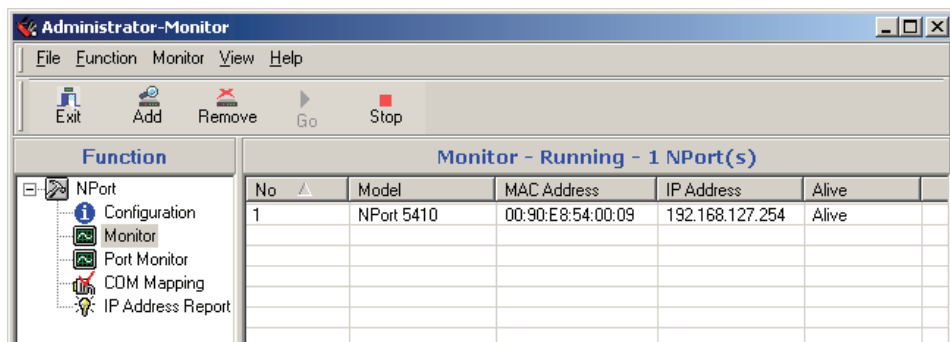 Administrator-Monitor
File Function Monitor View Help
Exit Add Remove Go Stop
Function
Monitor - Running - 1 NPort(s)
NPort
Configuration
Monitor
Port Monitor
COM Mapping
IP Address Report
No Model MAC Address IP Address Alive
1 NPort 5410 00:90:E8:54:00:09 192.168.127.254 Alive